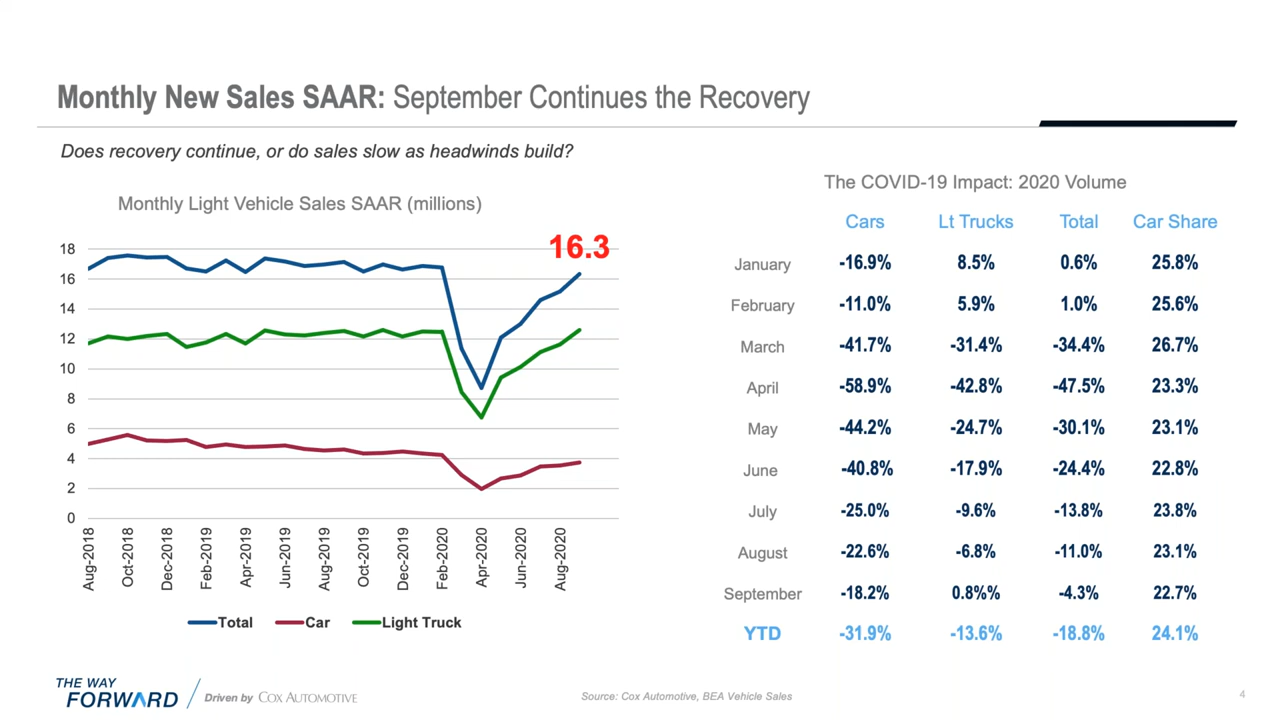 Monthly New Sales SAAR: September Continues the Recovery
Does recovery continue, or do sales slow as headwinds build?
Monthly Light Vehicle Sales SAAR (millions)
16.3
18
16
14
12
10
8
6
4
2
0
Aug-2018
Oct-2018
Dec-2018
Feb-2019
Apr-2019
Jun-2019
Aug-2019
Oct-2019
Dec-2019
Feb-2020
Apr-2020
Jun-2020
Aug-2020
Total Car Light Truck
The COVID-19 Impact: 2020 Volume
Cars Lt Trucks Total Car Share
January -16.9% 8.5% 0.6% 25.8%
February -11.0% 5.9% 1.0% 25.6%
March -41.7% -31.4% -34.4% 26.7%
April -58.9% -42.8% -47.5% 23.3%
May -44.2% -24.7% -30.1% 23.1%
June -40.8% -17.9% -24.4% 22.8%
July -25.0% -9.6% -13.8% 23.8%
August -22.6% -6.8% -11.0% 23.1%
September -18.2% 0.8%% -4.3% 22.7%
YTD -31.9% -13.6% -18.8% 24.1%
THE WAY
FORWARD
Driven by COX AUTOMOTIVE
Source: Cox Automotive, BEA Vehicle Sales
4